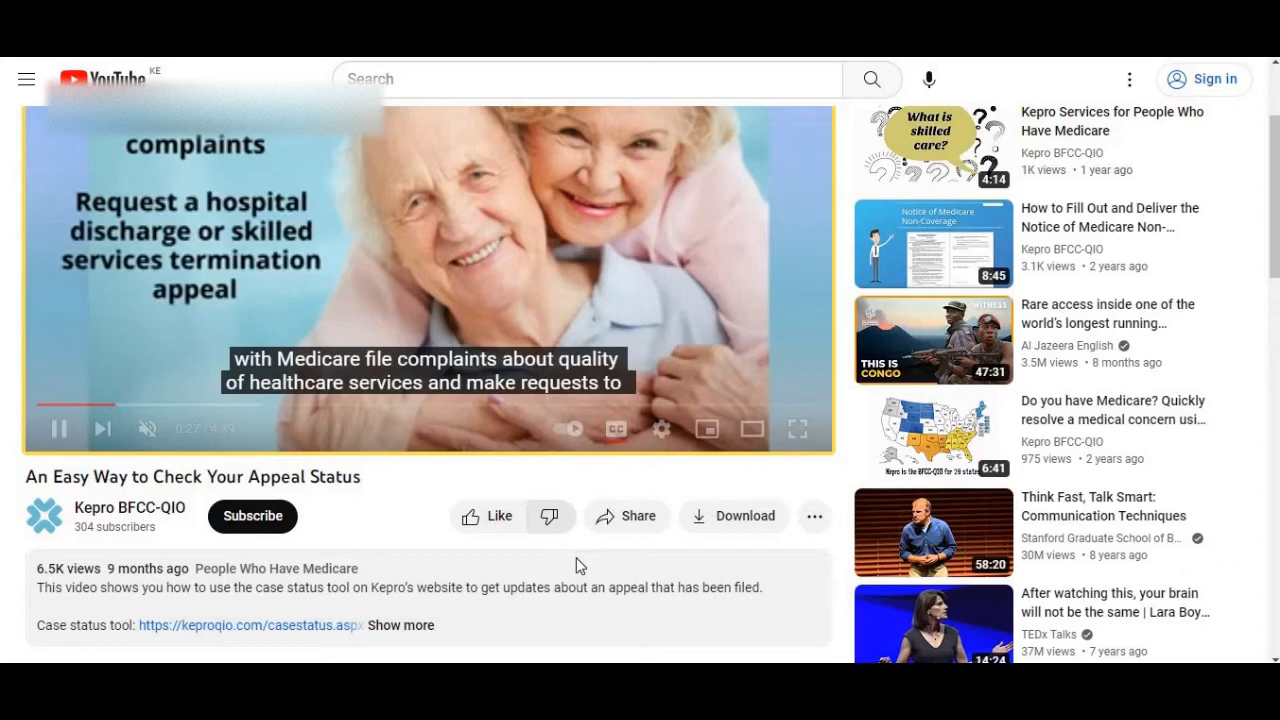 YouTube KE
Search
Sign in
complaints
Request a hospital
discharge or skilled
services termination
appeal
with Medicare file complaints about quality
of healthcare services and make requests to
0:27 / 4:39
CC
An Easy Way to Check Your Appeal Status
Kepro BFCC-QIO
304 subscribers
Subscribe
Like
Share
Download
6.5K views 9 months ago People Who Have Medicare
This video shows you how to use the case status tool on Kepro's website to get updates about an appeal that has been filed.
Case status tool: https://keproqio.com/casestatus.aspx Show more
What is
skilled
care?
4:14
Kepro Services for People Who
Have Medicare
Kepro BFCC-QIO
1K views • 1 year ago
Notice of Medicare
Non-Coverage
8:45
How to Fill Out and Deliver the
Notice of Medicare Non-...
Kepro BFCC-QIO
3.1K views • 2 years ago
WITNESS
THIS IS
CONGO
47:31
Rare access inside one of the
world's longest running...
Al Jazeera English
3.5M views • 8 months ago
Kepro is the BFCC-QIO for 29 states
6:41
Do you have Medicare? Quickly
resolve a medical concern usi...
Kepro BFCC-QIO
975 views • 2 years ago
58:20
Think Fast, Talk Smart:
Communication Techniques
Stanford Graduate School of B...
30M views • 8 years ago
14:24
After watching this, your brain
will not be the same | Lara Boy...
TEDx Talks
37M views • 7 years ago